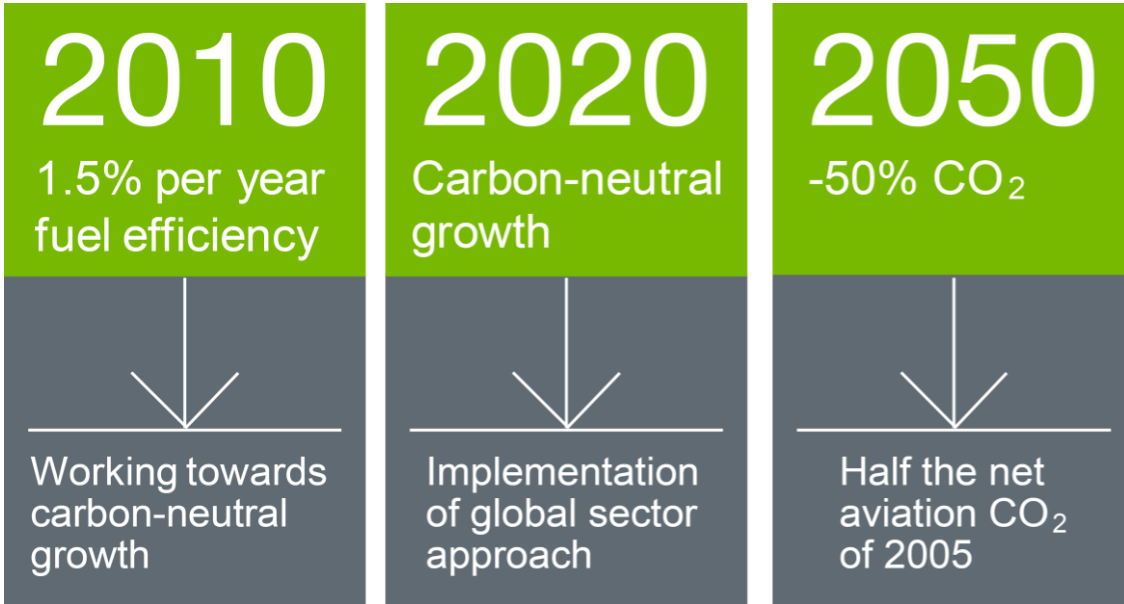 2010
1.5% per year
fuel efficiency
Working towards
carbon-neutral
growth
2020
Carbon-neutral
growth
Implementation
of global sector
approach
2050
-50% CO₂
Half the net
aviation CO₂
of 2005